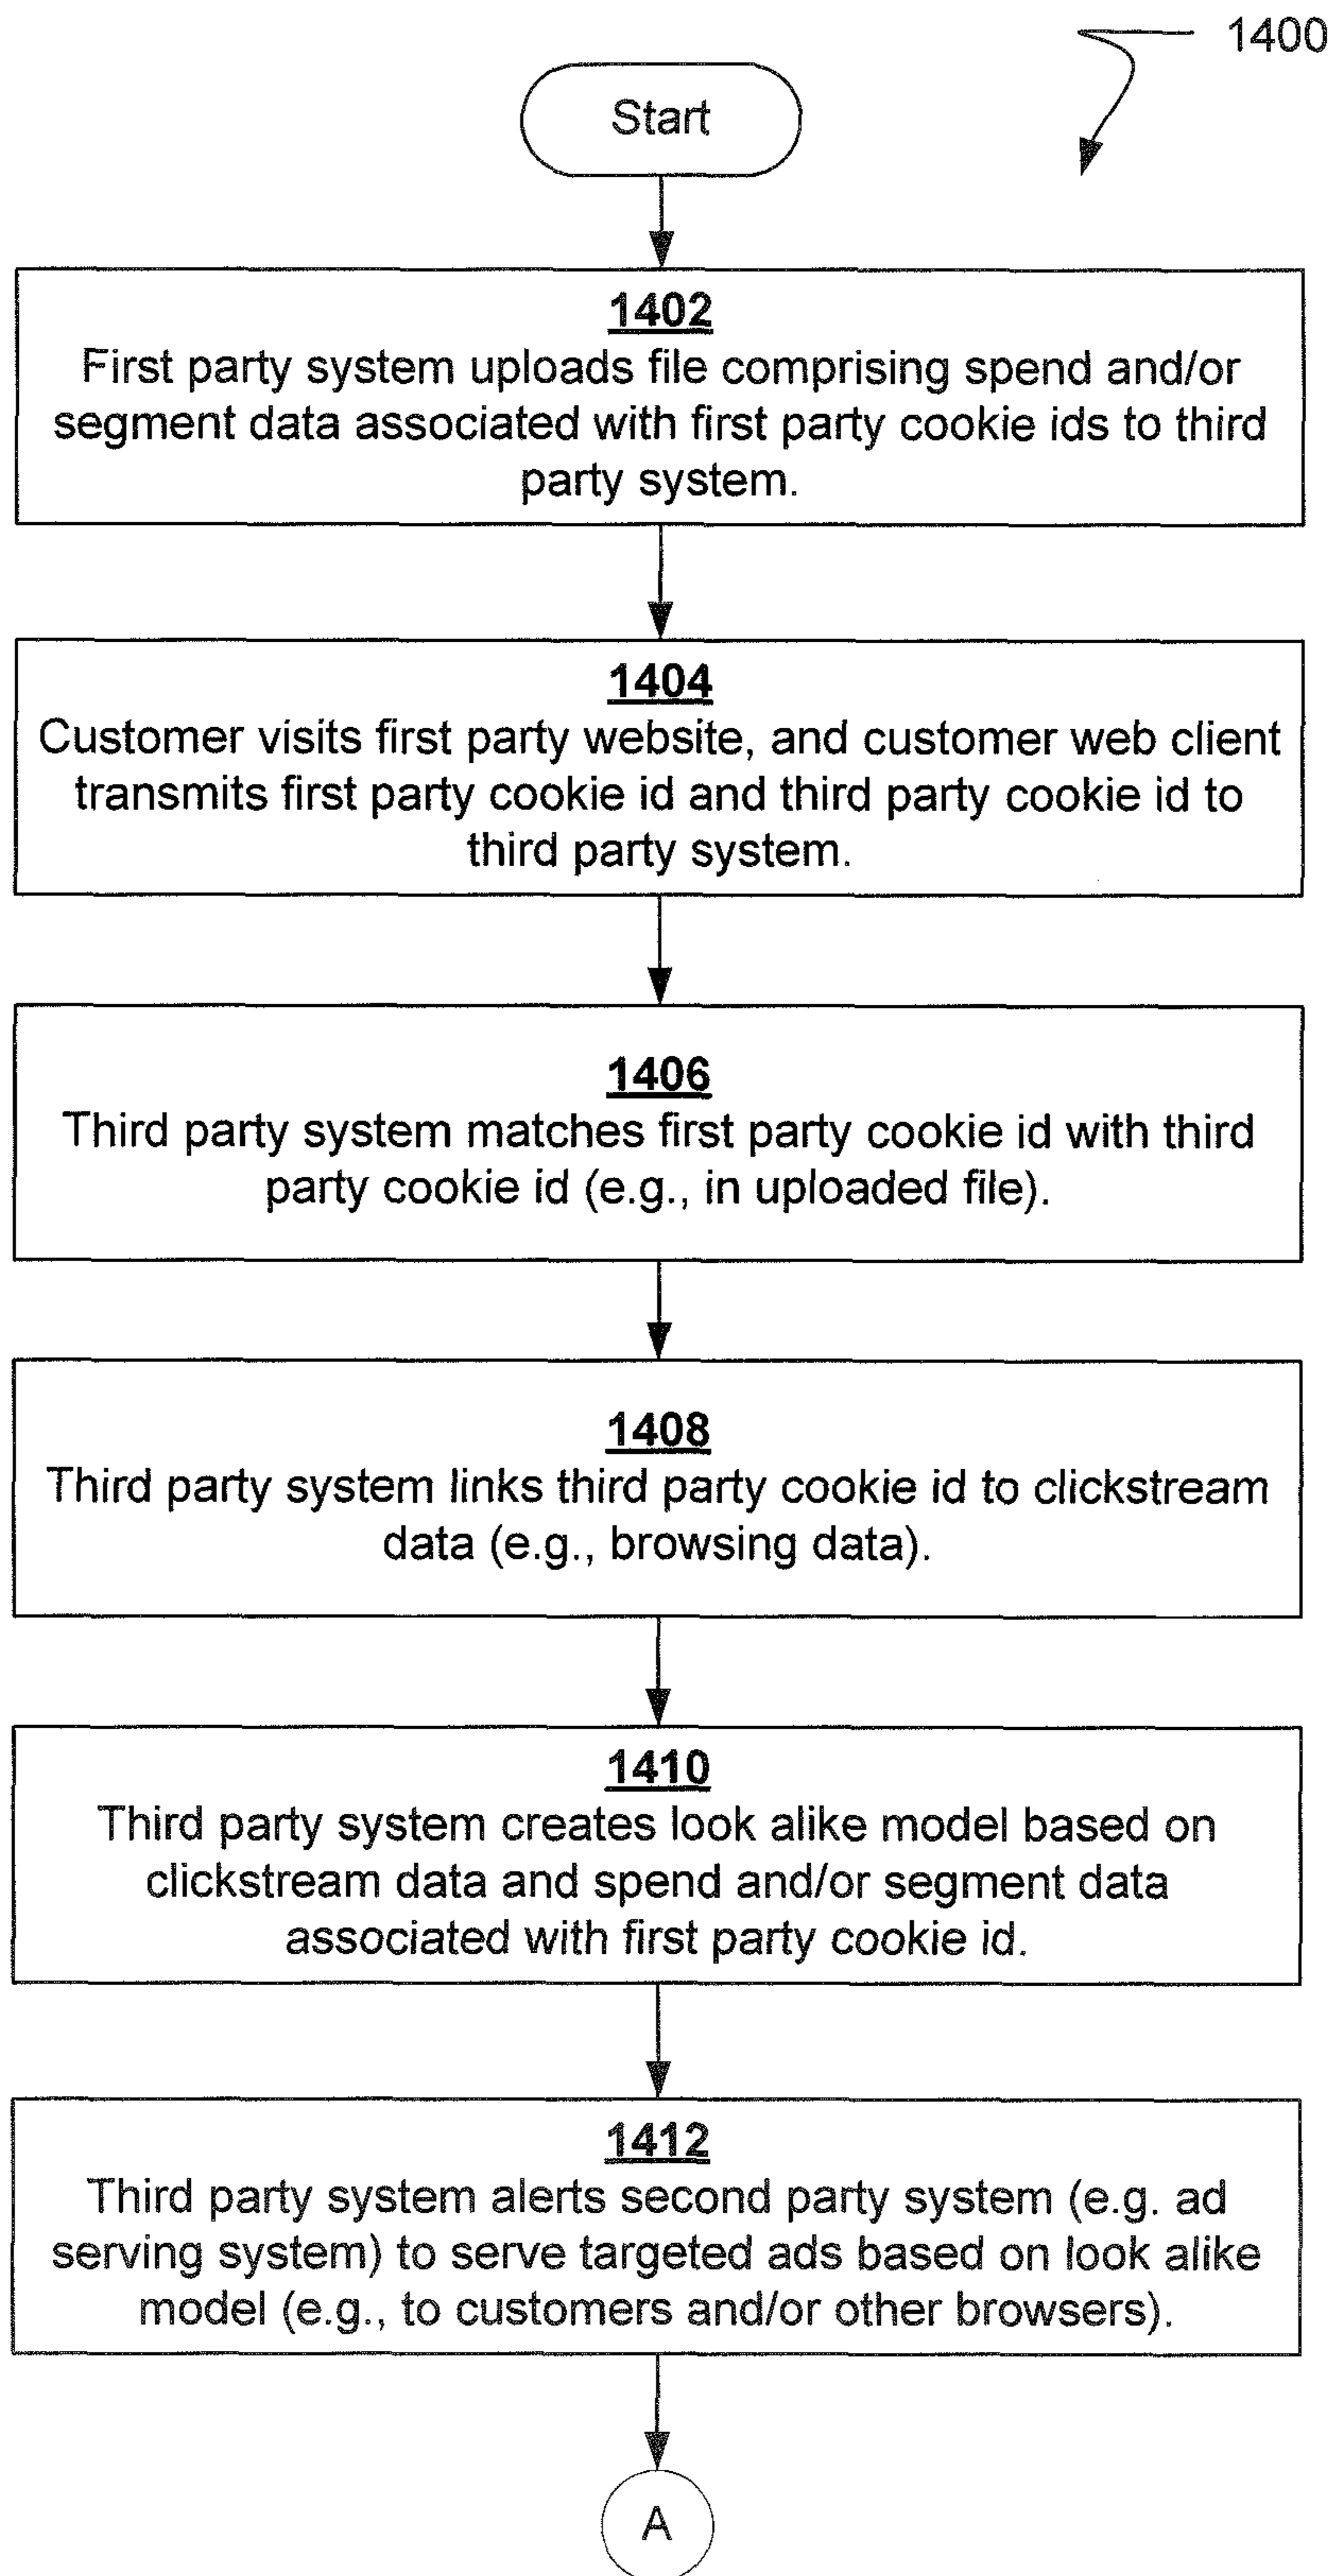 1400
Start
1402
First party system uploads file comprising spend and/or
segment data associated with first party cookie ids to third
party system.
1404
Customer visits first party website, and customer web client
transmits first party cookie id and third party cookie id to
third party system.
1406
Third party system matches first party cookie id with third
party cookie id (e.g., in uploaded file).
1408
Third party system links third party cookie id to clickstream
data (e.g., browsing data).
1410
Third party system creates look alike model based on
clickstream data and spend and/or segment data
associated with first party cookie id.
1412
Third party system alerts second party system (e.g. ad
serving system) to serve targeted ads based on look alike
model (e.g., to customers and/or other browsers).
A